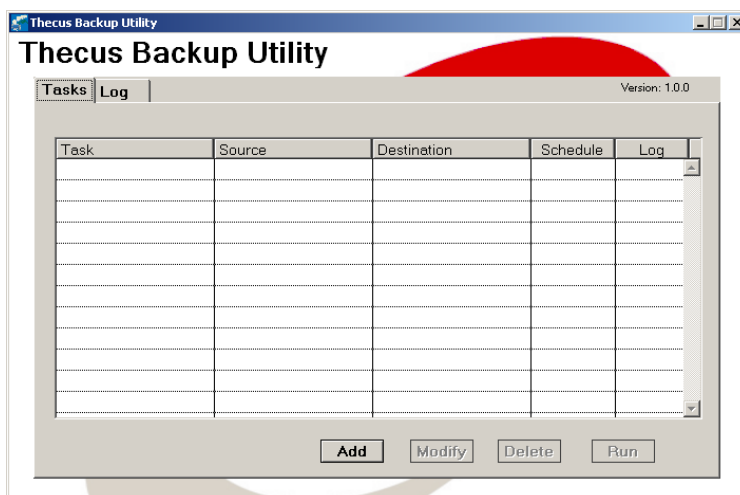 Thecus Backup Utility
Thecus Backup Utility
Tasks Log Version: 1.0.0
Task Source Destination Schedule Log
Add Modify Delete Run